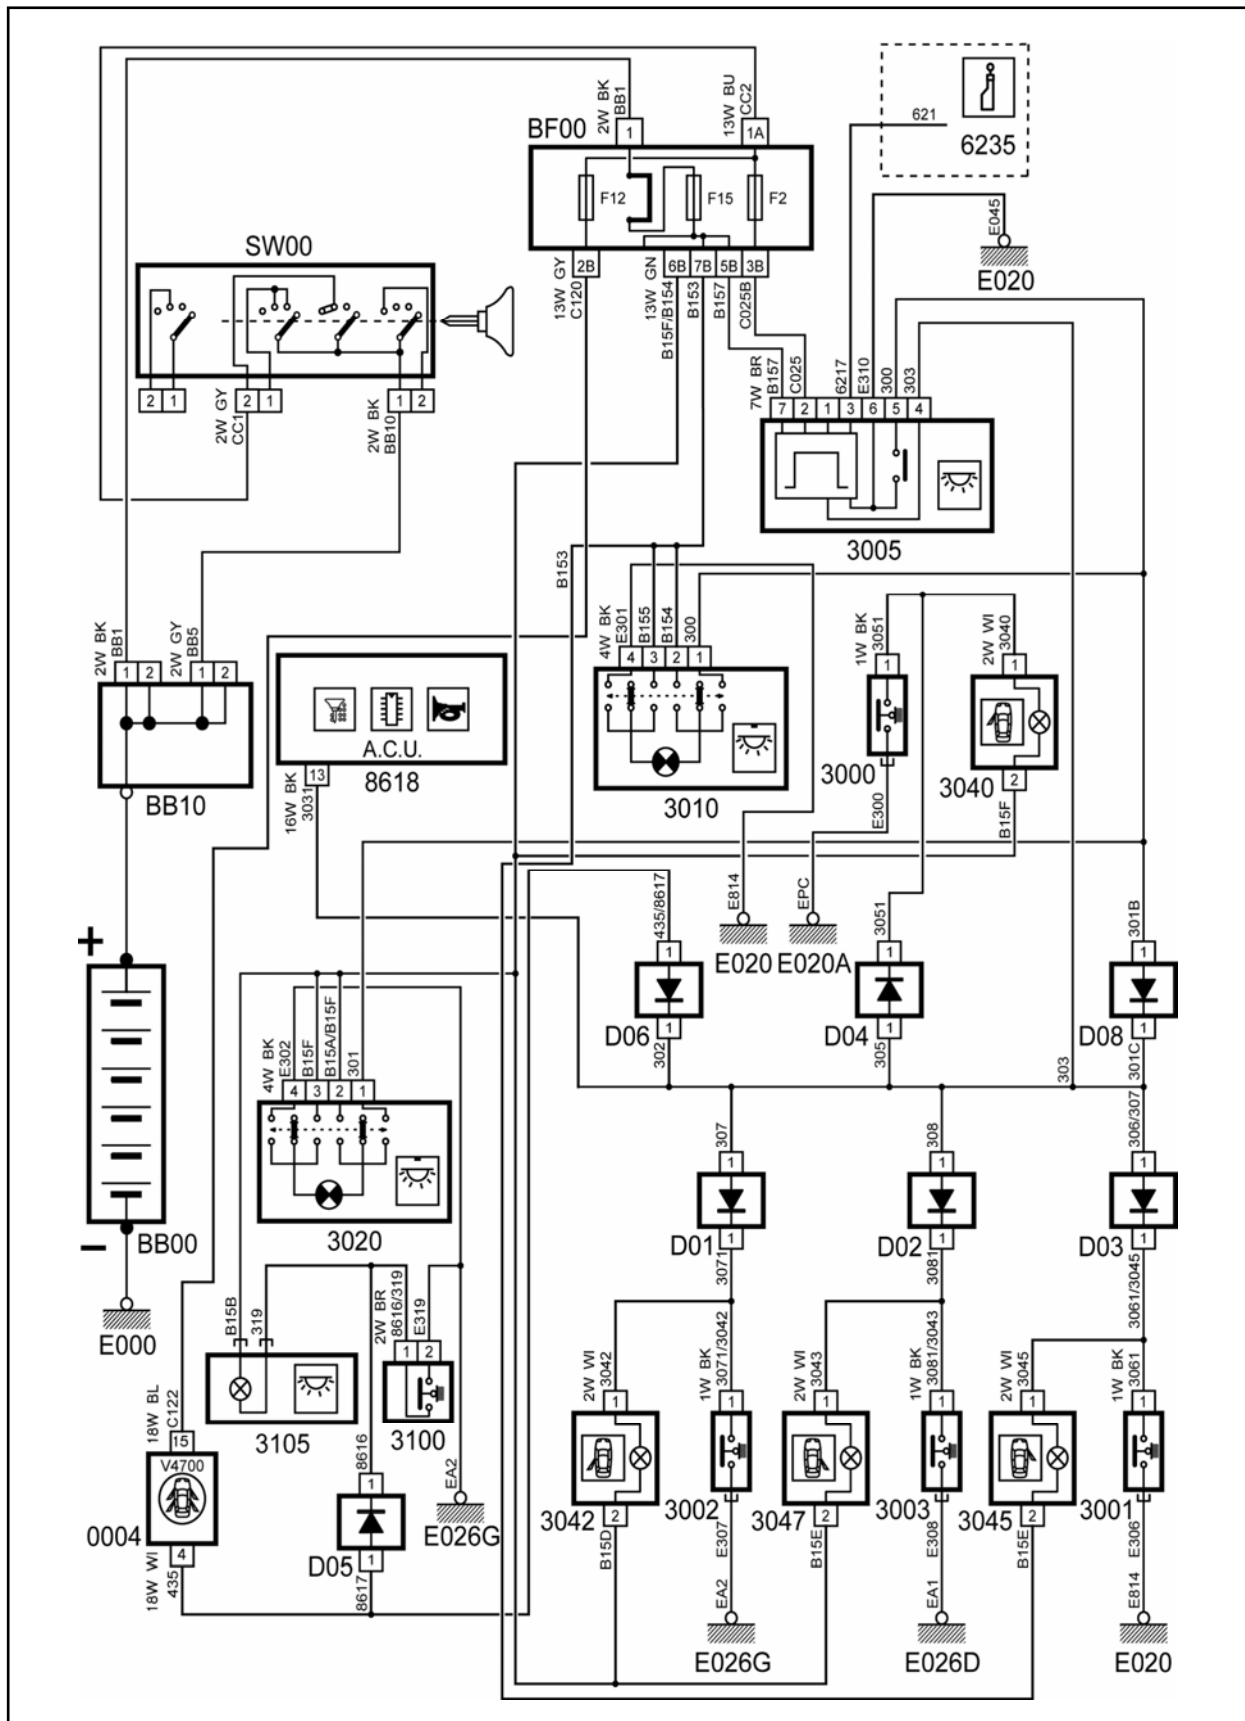 2W BK
BB1
13W BU
CC2
621
6235
BF00
1
1A
E045
F12
F15
F2
E020
SW00
2B
6B
7B
5B
3B
13W GY
C120
13W GN
B15F/B154
B153
B157
C025B
7W BR
B157
C025
6217
E310
300
303
2
1
2
1
1
2
2W GY
CC1
2W BK
BB10
7
2
1
3
6
5
4
3005
B153
2W BK
BB1
2W GY
BB5
4W BK
E301
B155
B154
300
1W BK
3051
2W WI
3040
1
2
1
2
4
3
2
1
1
1
A.C.U.
BB10
13
8618
3010
3000
3040
2
16W BK
3031
E300
B15F
435/8617
E814
EPC
3051
301B
+
1
E020
E020A
1
1
D06
D04
D08
1
1
1
302
305
303
301C
4W BK
E302
B15F
B15A/B15F
301
4
3
2
1
307
308
306/307
1
1
1
3020
BB00
–
D01
D02
D03
1
1
1
3071
3081
3061/3045
E000
B15B
319
2W BR
8616/319
E319
1
2
2W WI
3042
1W BK
3071/3042
2W WI
3043
1W BK
3081/3043
2W WI
3045
1W BK
3061
1
1
1
1
1
1
18W BL
C122
3105
3100
15
V4700
8616
EA2
1
0004
E026G
3042
3002
3047
3003
3045
3001
4
D05
1
2
2
2
18W WI
435
8617
B15D
E307
B15E
E308
B15E
E306
EA2
EA1
E814
E026G
E026D
E020